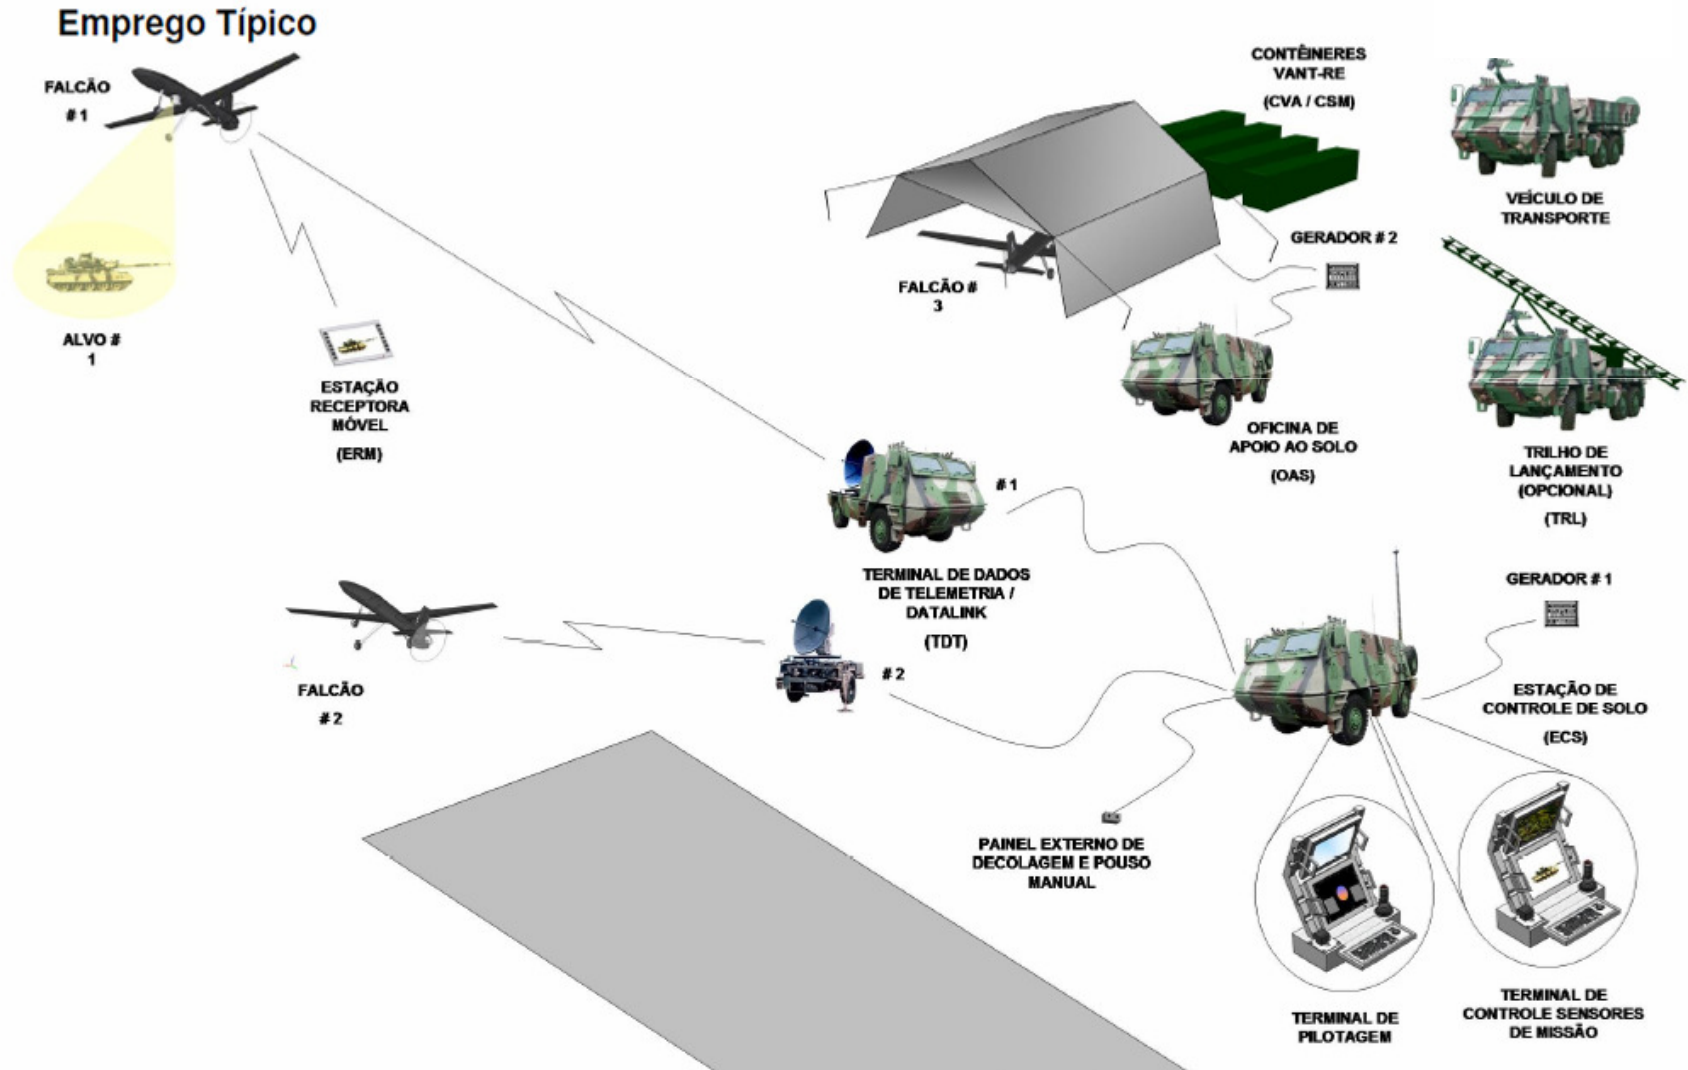 Emprego Típico
FALCÃO
# 1
ALVO #
1
ESTAÇÃO
RECEPTORA
MÓVEL
(ERM)
CONTÊINERES
VANT-RE
(CVA / CSM)
VEÍCULO DE
TRANSPORTE
GERADOR # 2
FALCÃO #
3
OFICINA DE
APOIO AO SOLO
(OAS)
TRILHO DE
LANÇAMENTO
(OPCIONAL)
(TRL)
# 1
TERMINAL DE DADOS
DE TELEMETRIA /
DATALINK
(TDT)
FALCÃO
# 2
# 2
GERADOR # 1
ESTAÇÃO DE
CONTROLE DE SOLO
(ECS)
PAINEL EXTERNO DE
DECOLAGEM E POUSO
MANUAL
TERMINAL DE
PILOTAGEM
TERMINAL DE
CONTROLE SENSORES
DE MISSÃO